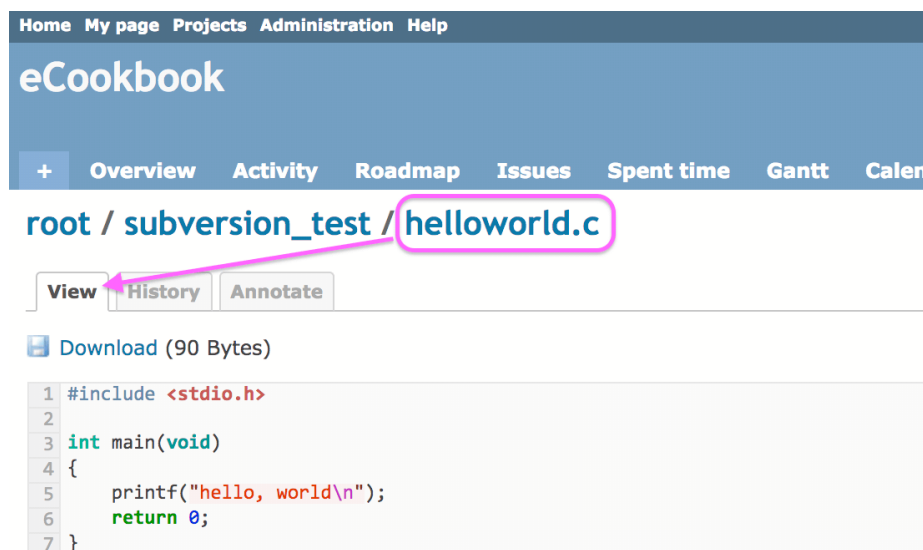 Home My page Projects Administration Help
eCookbook
+ Overview Activity Roadmap Issues Spent time Gantt
root / subversion_test / helloworld.c
View History Annotate
Download (90 Bytes)
1 #include <stdio.h>
2
3 int main(void)
4 {
5     printf("hello, world\n");
6     return 0;
7 }